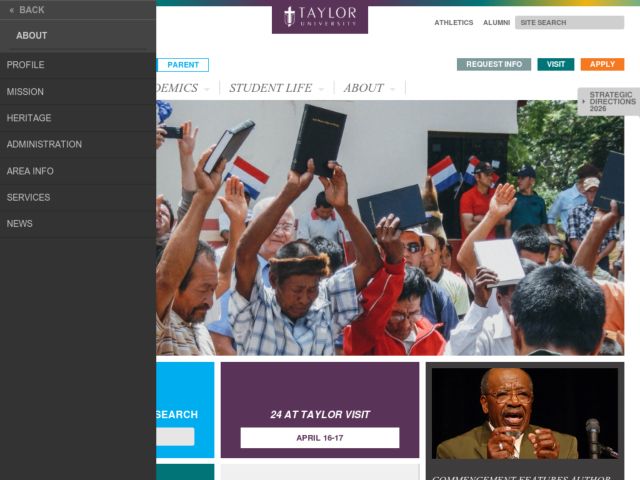 « BACK
ABOUT
PROFILE
MISSION
HERITAGE
ADMINISTRATION
AREA INFO
SERVICES
NEWS
TAYLOR
UNIVERSITY
ATHLETICS ALUMNI SITE SEARCH
PARENT
REQUEST INFO VISIT APPLY
DEMICS STUDENT LIFE ABOUT
STRATEGIC
DIRECTIONS
2026
SEARCH
24 AT TAYLOR VISIT
APRIL 16-17
COMMENCEMENT FEATURES AUTHOR